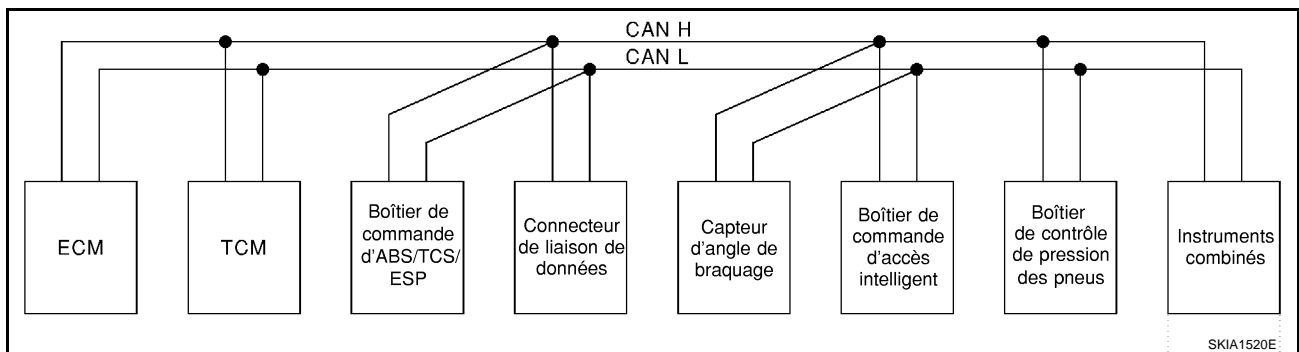 CAN H
CAN L
ECM
TCM
Boîtier de
commande
d'ABS/TCS/
ESP
Connecteur
de liaison de
données
Capteur
d'angle de
braquage
Boîtier de
commande
d'accès
intelligent
Boîtier
de contrôle
de pression
des pneus
Instruments
combinés
SKIA1520E